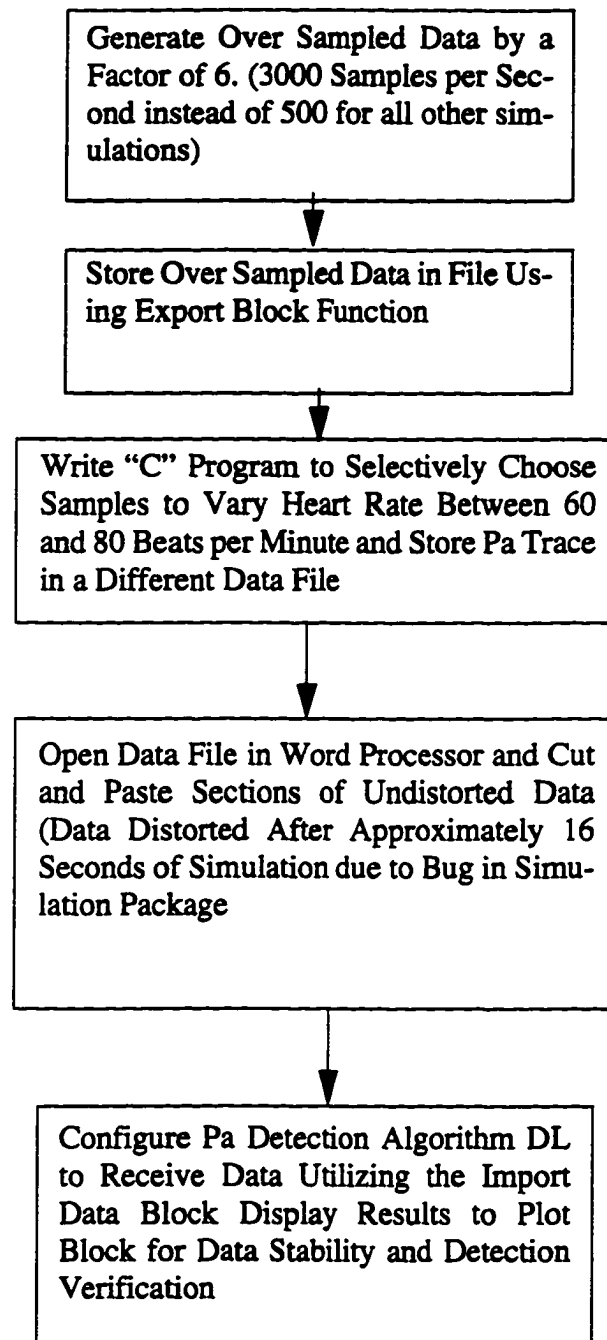 Generate Over Sampled Data by a
Factor of 6. (3000 Samples per Sec-
ond instead of 500 for all other sim-
ulations)
Store Over Sampled Data in File Us-
ing Export Block Function
Write “C” Program to Selectively Choose
Samples to Vary Heart Rate Between 60
and 80 Beats per Minute and Store Pa Trace
in a Different Data File
Open Data File in Word Processor and Cut
and Paste Sections of Undistorted Data
(Data Distorted After Approximately 16
Seconds of Simulation due to Bug in Simu-
lation Package
Configure Pa Detection Algorithm DL
to Receive Data Utilizing the Import
Data Block Display Results to Plot
Block for Data Stability and Detection
Verification